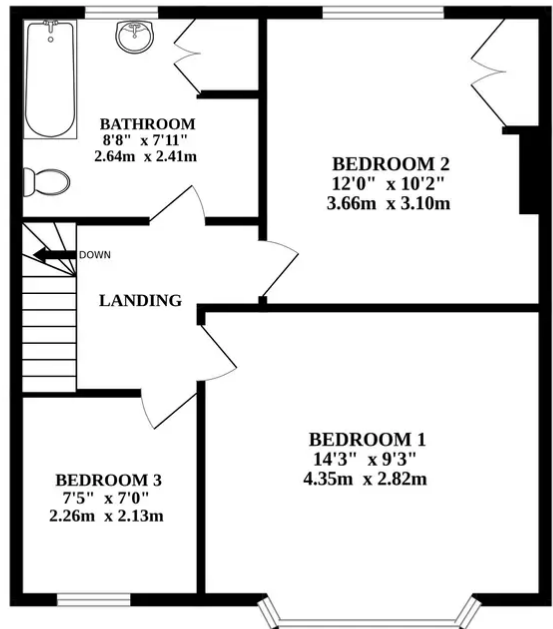 BATHROOM
8'8" x 7'11"
2.64m x 2.41m
BEDROOM 2
12'0" x 10'2"
3.66m x 3.10m
DOWN
LANDING
BEDROOM 1
14'3" x 9'3"
4.35m x 2.82m
BEDROOM 3
7'5" x 7'0"
2.26m x 2.13m